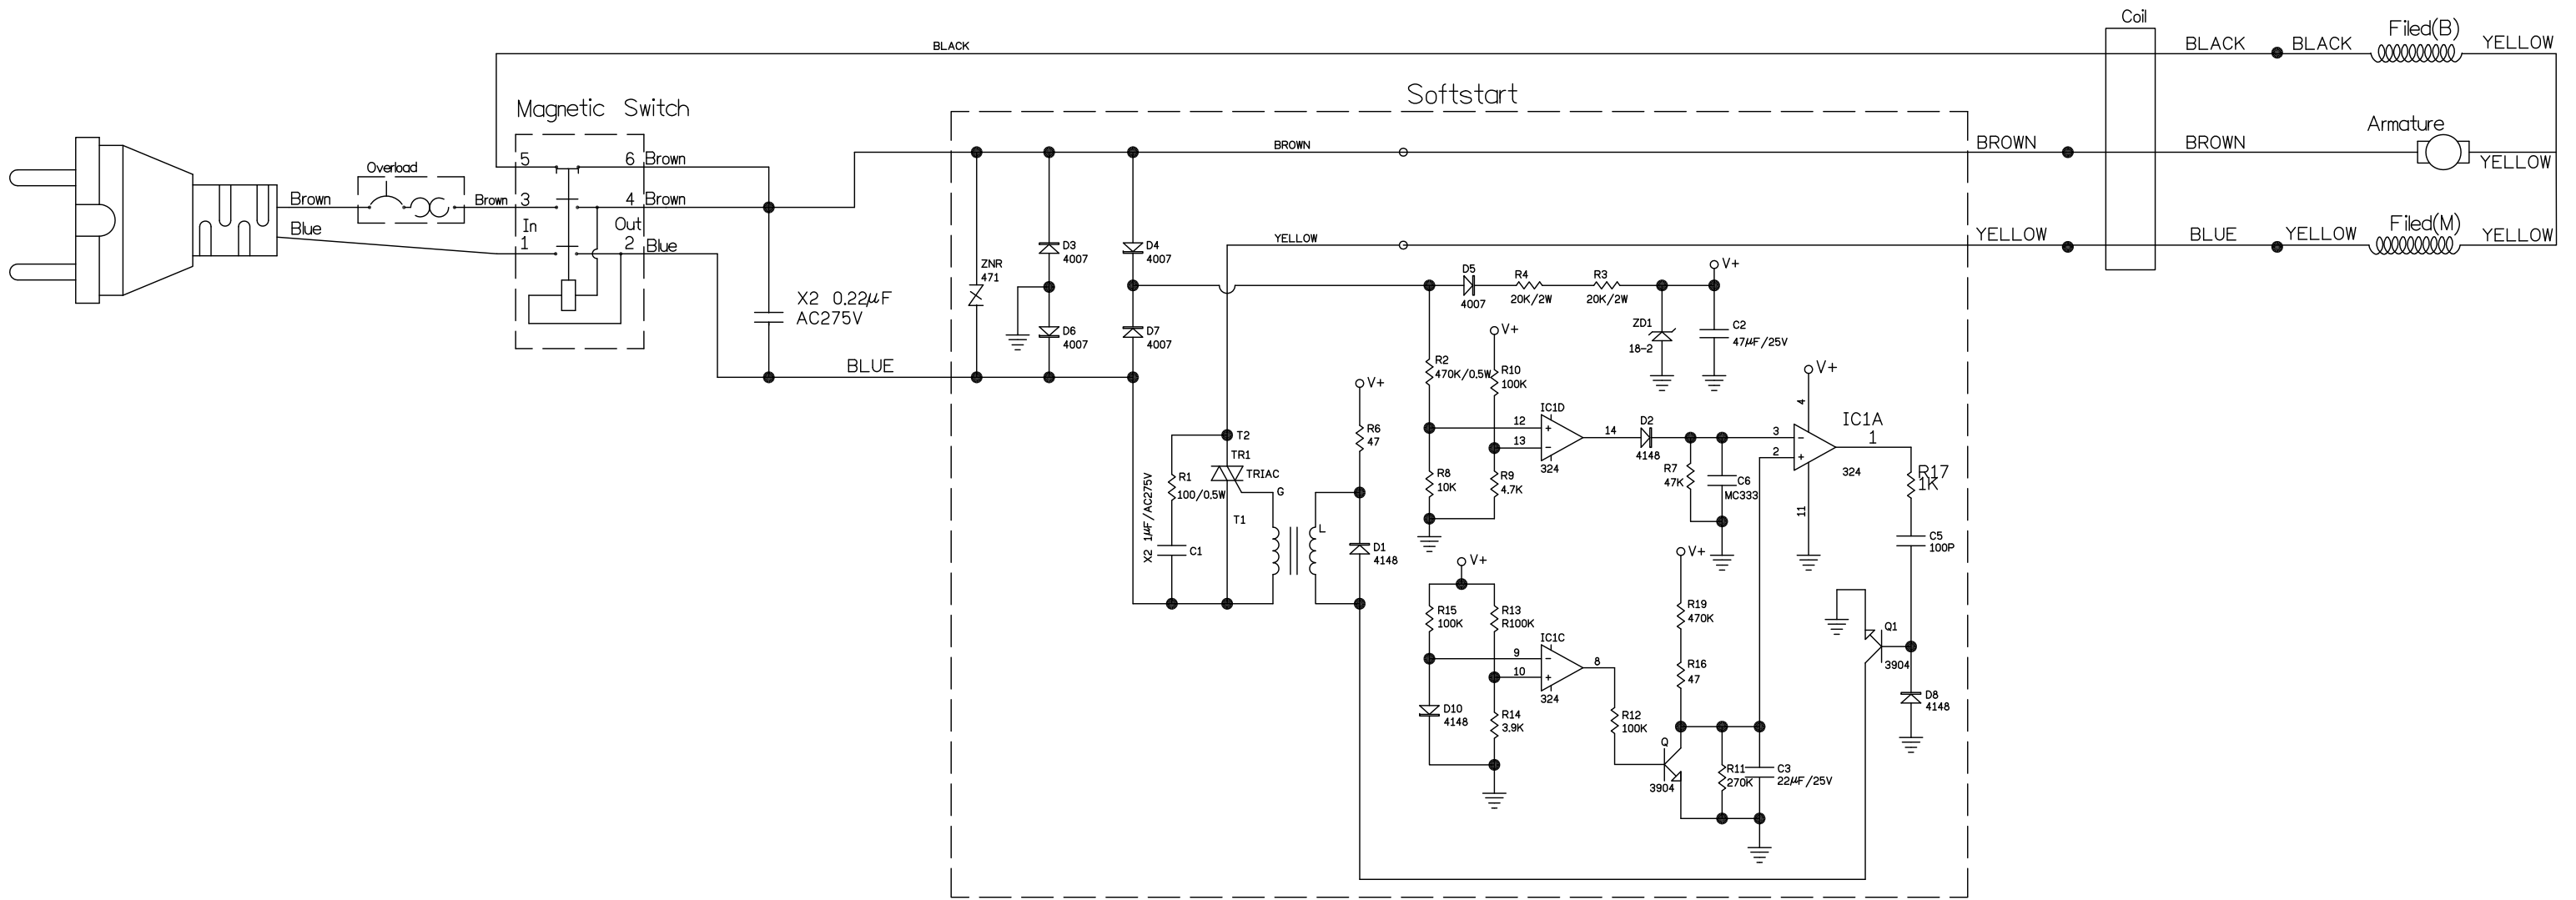 Coil
Filed(B)
BLACK
BLACK
BLACK
YELLOW
Softstart
Magnetic Switch
Armature
BROWN
BROWN
BROWN
YELLOW
5
6
Brown
Overload
Brown
Brown
3
4
Brown
In
Out
Blue
1
2
Blue
Filed(M)
YELLOW
YELLOW
BLUE
YELLOW
YELLOW
ZNR
471
D3
4007
D4
4007
X2 0.22µF
AC275V
D6
4007
D7
4007
BLUE
D5
4007
R4
20K/2W
R3
20K/2W
V+
ZD1
18-2
C2
47µF/25V
V+
R2
470K/0.5W
R10
100K
V+
R6
47
V+
4
IC1A
1
IC1D
12
+
13
-
324
14
D2
4148
3
-
2
+
324
11
T2
TR1
TRIAC
G
T1
R1
100/0.5W
X2 1µF/AC275V
C1
L
D1
4148
R8
10K
R9
4.7K
R7
47K
C6
MC333
R17
1K
C5
100P
V+
V+
R15
100K
R13
R100K
IC1C
9
-
10
+
324
8
R19
470K
R16
47
Q1
3904
D8
4148
D10
4148
R14
3.9K
R12
100K
Q
3904
R11
270K
C3
22µF/25V